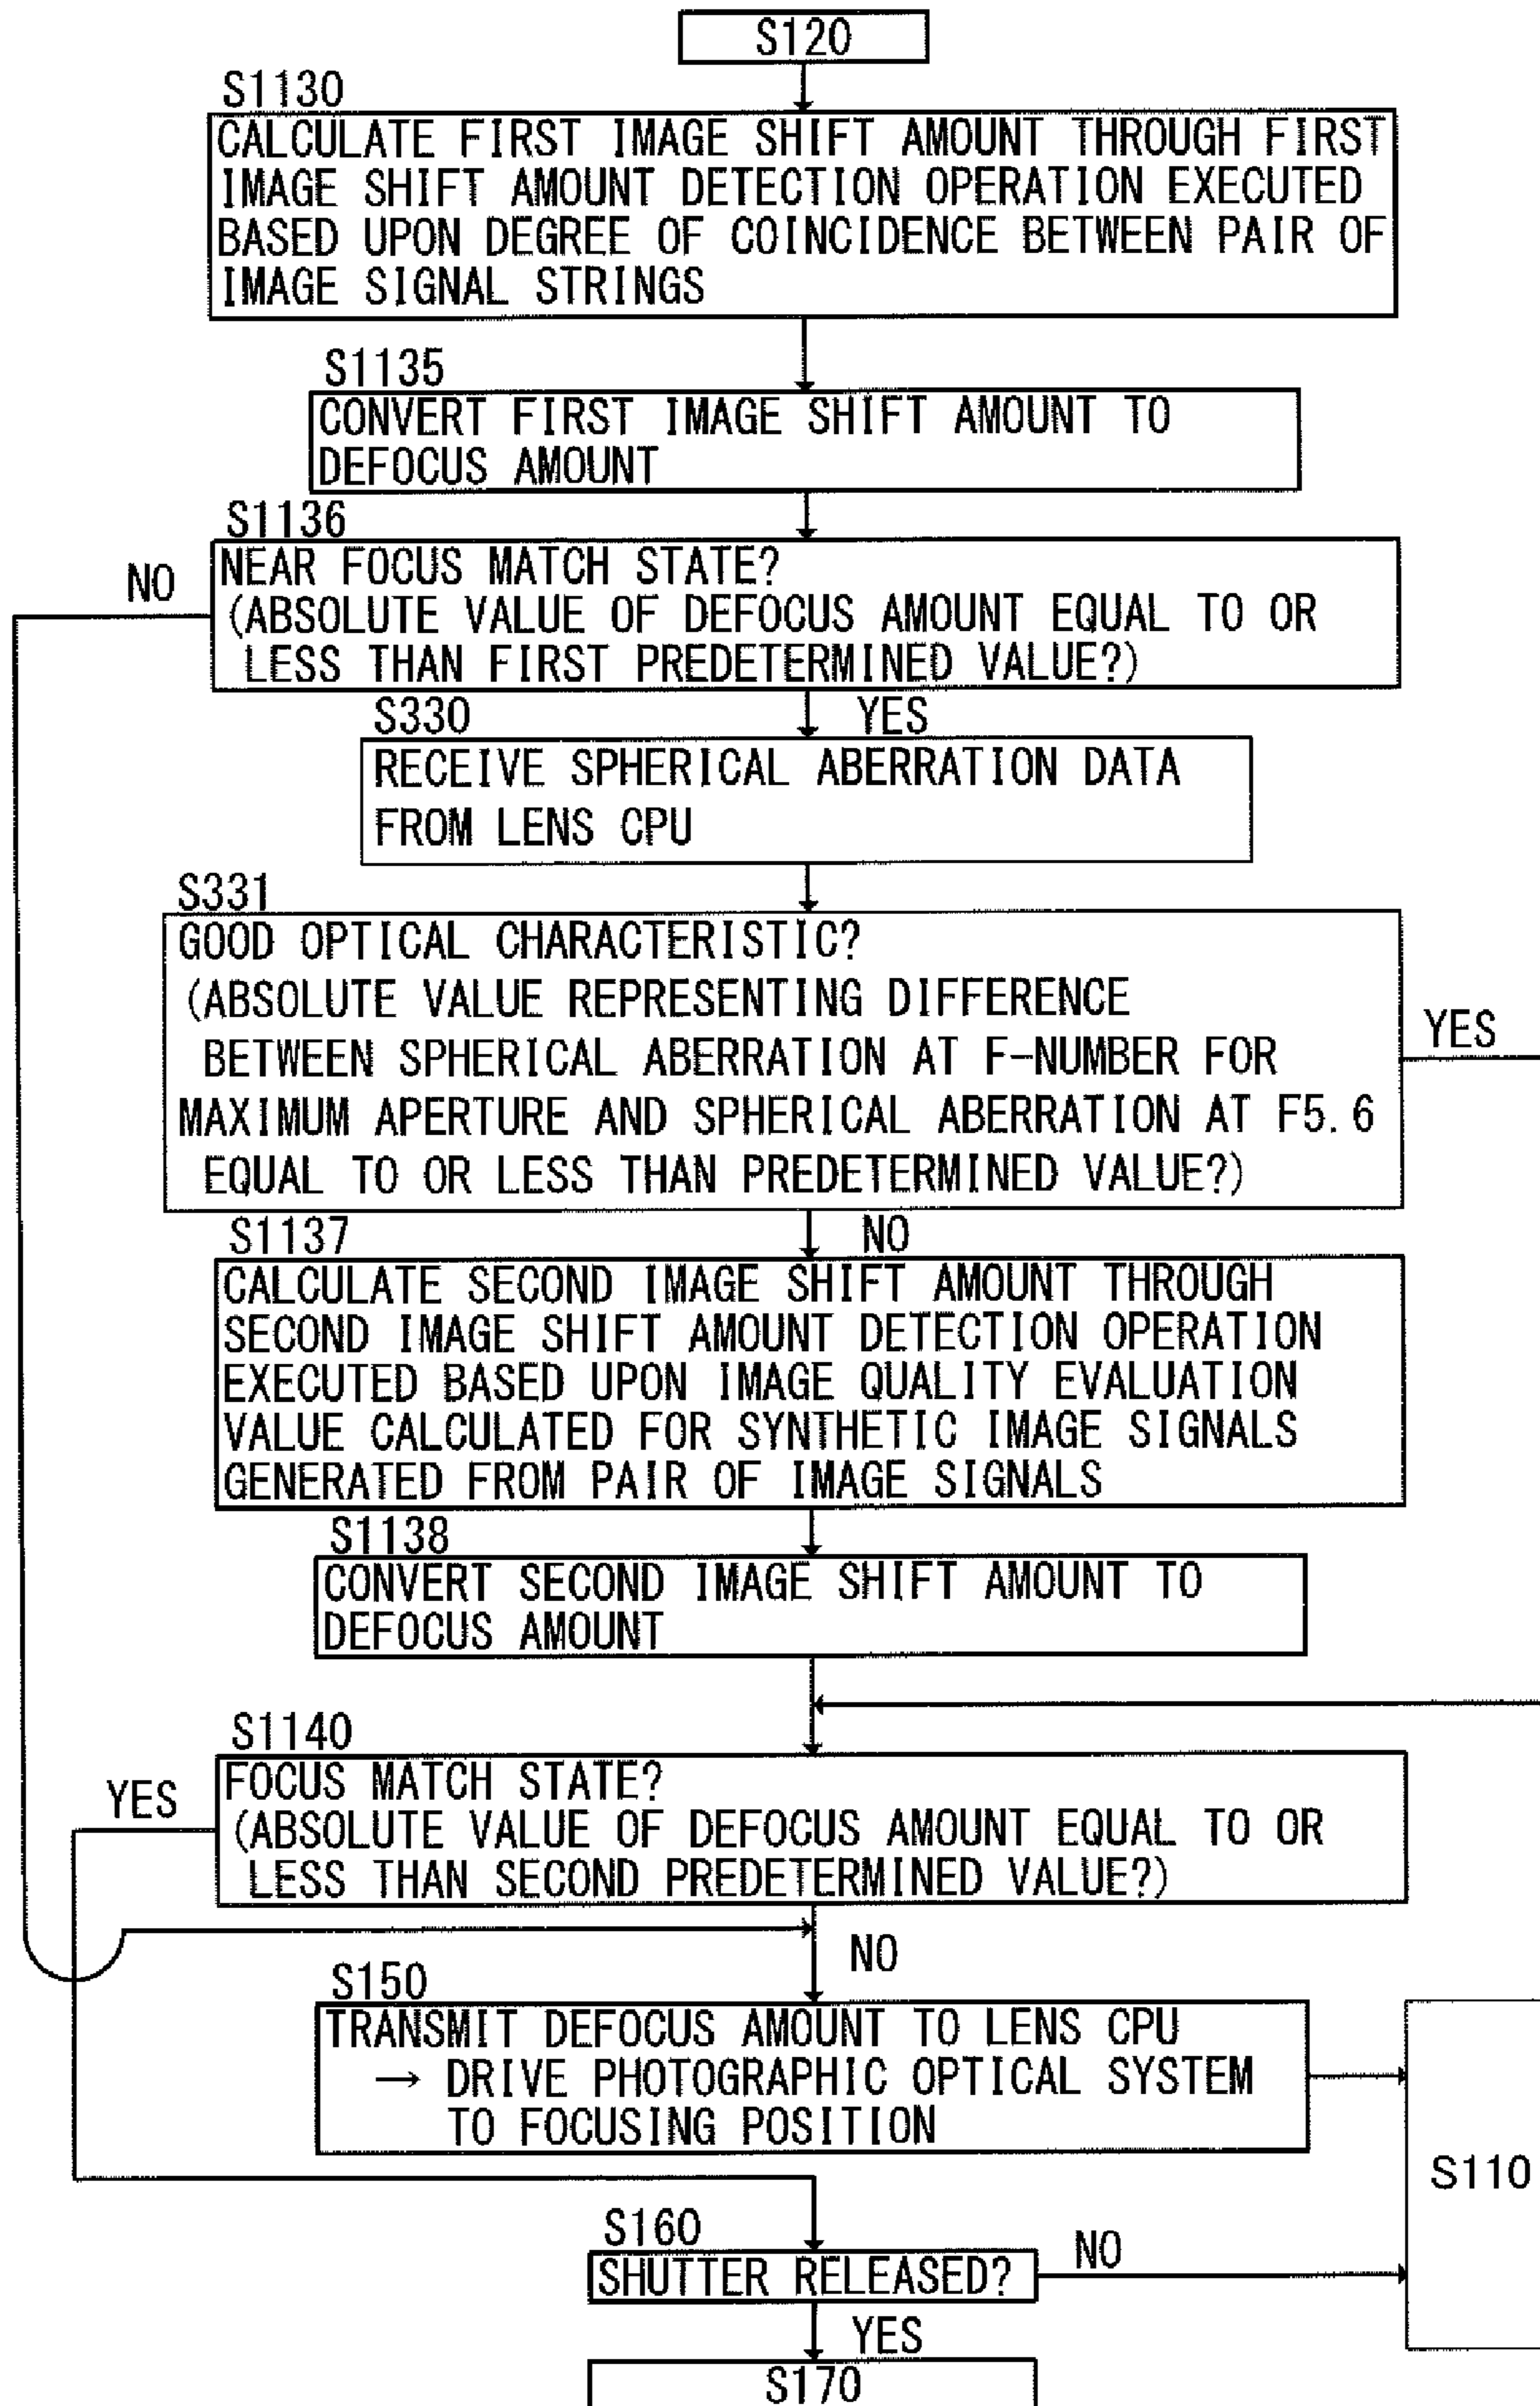 S120
S1130
CALCULATE FIRST IMAGE SHIFT AMOUNT THROUGH FIRST
IMAGE SHIFT AMOUNT DETECTION OPERATION EXECUTED
BASED UPON DEGREE OF COINCIDENCE BETWEEN PAIR OF
IMAGE SIGNAL STRINGS
S1135
CONVERT FIRST IMAGE SHIFT AMOUNT TO
DEFOCUS AMOUNT
S1136
NO
NEAR FOCUS MATCH STATE?
(ABSOLUTE VALUE OF DEFOCUS AMOUNT EQUAL TO OR
LESS THAN FIRST PREDETERMINED VALUE?)
S330
YES
RECEIVE SPHERICAL ABERRATION DATA
FROM LENS CPU
S331
GOOD OPTICAL CHARACTERISTIC?
(ABSOLUTE VALUE REPRESENTING DIFFERENCE
BETWEEN SPHERICAL ABERRATION AT F-NUMBER FOR
MAXIMUM APERTURE AND SPHERICAL ABERRATION AT F5.6
EQUAL TO OR LESS THAN PREDETERMINED VALUE?)
YES
S1137
NO
CALCULATE SECOND IMAGE SHIFT AMOUNT THROUGH
SECOND IMAGE SHIFT AMOUNT DETECTION OPERATION
EXECUTED BASED UPON IMAGE QUALITY EVALUATION
VALUE CALCULATED FOR SYNTHETIC IMAGE SIGNALS
GENERATED FROM PAIR OF IMAGE SIGNALS
S1138
CONVERT SECOND IMAGE SHIFT AMOUNT TO
DEFOCUS AMOUNT
S1140
YES
FOCUS MATCH STATE?
(ABSOLUTE VALUE OF DEFOCUS AMOUNT EQUAL TO OR
LESS THAN SECOND PREDETERMINED VALUE?)
NO
S150
TRANSMIT DEFOCUS AMOUNT TO LENS CPU
→ DRIVE PHOTOGRAPHIC OPTICAL SYSTEM
TO FOCUSING POSITION
S110
S160
SHUTTER RELEASED?
NO
YES
S170